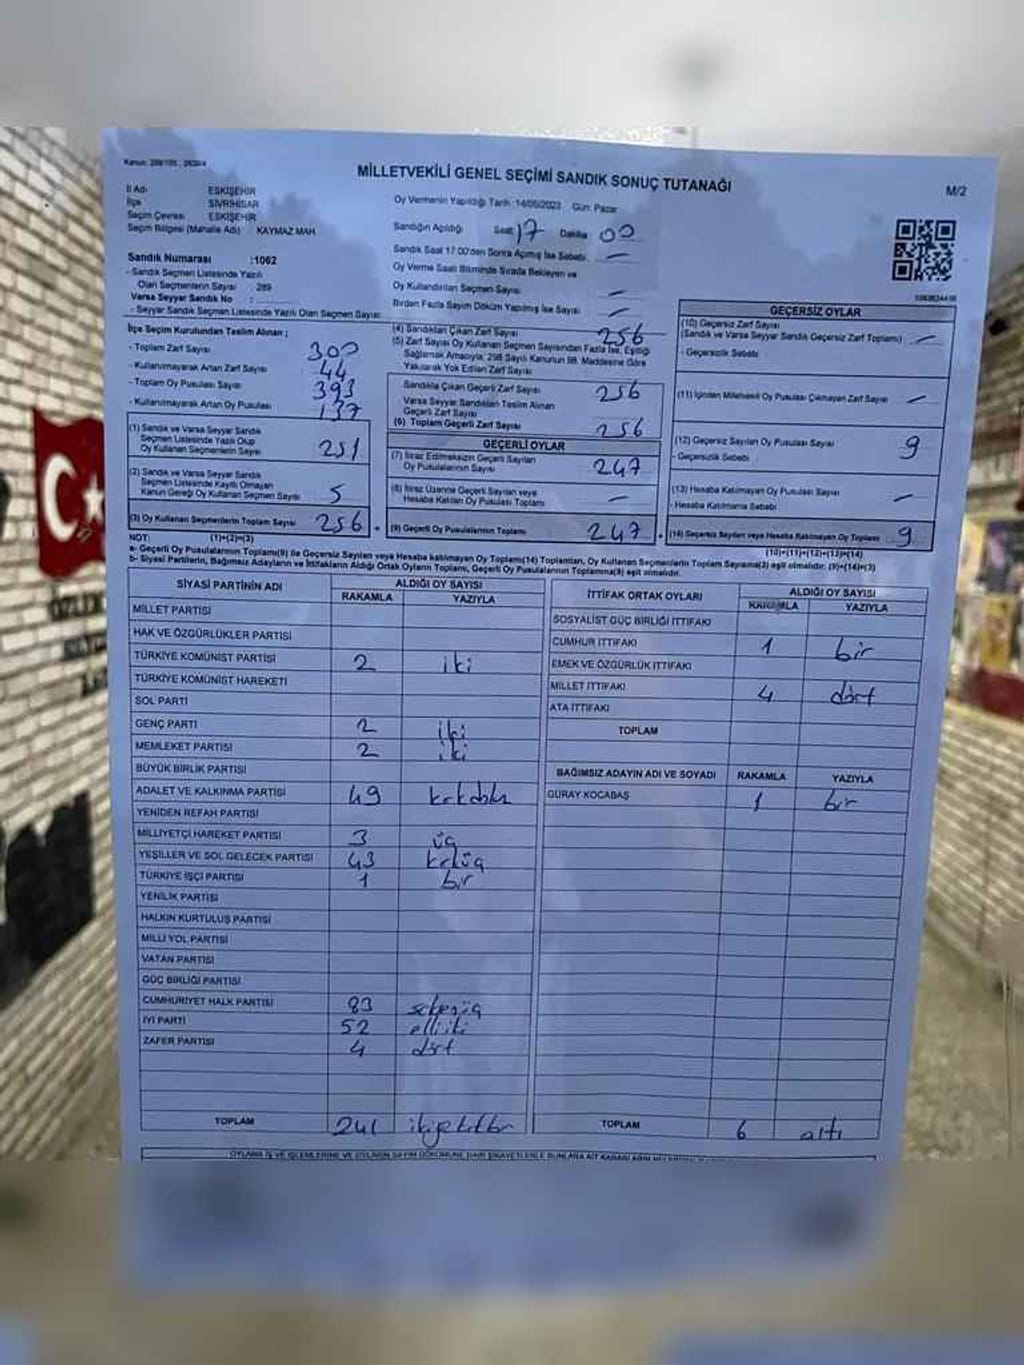 MİLLETVEKİLİ GENEL SEÇİMİ SANDIK SONUÇ TUTANAĞI
M/2
İl Adı ESKİŞEHİR
İlçe SİVRİHİSAR
Seçim Çevresi ESKİŞEHİR
Seçim Bölgesi (Mahalle Adı) KAYMAZ MAH.
Sandık Numarası :1062
- Sandık Seçmen Listesinde Yazılı
Olan Seçmenlerin Sayısı : 289
Varsa Seyyar Sandık No :
- Seyyar Sandık Seçmen Listesinde Yazılı Olan Seçmen Sayısı
Oy Vermenin Yapıldığı Tarih :14/05/2023 Gün: Pazar
Sandığın Açıldığı Saat 17 Dakika 00
Sandık Saat 17:00'den Sonra Açılmış İse Sebebi —
Oy Verme Saati Bitiminde Sırada Bekleyen ve
Oy Kullandırılan Seçmen Sayısı —
Birden Fazla Sayım Döküm Yapılmış İse Sayısı —
İlçe Seçim Kurulundan Teslim Alınan ;
- Toplam Zarf Sayısı 300
- Kullanılmayarak Artan Zarf Sayısı 44
- Toplam Oy Pusulası Sayısı 393
- Kullanılmayarak Artan Oy Pusulası 137
(1) Sandık ve Varsa Seyyar Sandık
Seçmen Listesinde Yazılı Olup
Oy Kullanan Seçmenlerin Sayısı 251
(2) Sandık ve Varsa Seyyar Sandık
Seçmen Listesinde Kayıtlı Olmayan
Kanun Gereği Oy Kullanan Seçmen Sayısı 5
(3) Oy Kullanan Seçmenlerin Toplam Sayısı 256
NOT: (1)+(2)=(3)
(4) Sandıktan Çıkan Zarf Sayısı 256
(5) Zarf Sayısı Oy Kullanan Seçmen Sayısından Fazla İse, Eşitliği
Sağlamak Amacıyla; 298 Sayılı Kanunun 98. Maddesine Göre
Yakılarak Yok Edilen Zarf Sayısı
Sandıkta Çıkan Geçerli Zarf Sayısı 256
Varsa Seyyar Sandıktan Teslim Alınan
Geçerli Zarf Sayısı
(6) Toplam Geçerli Zarf Sayısı 256
GEÇERLİ OYLAR
(7) İtiraz Edilmeksizin Geçerli Sayılan
Oy Pusulalarının Sayısı 247
(8) İtiraz Üzerine Geçerli Sayılan veya
Hesaba Katılan Oy Pusulası Toplamı —
(9) Geçerli Oy Pusulalarının Toplamı 247
GEÇERSİZ OYLAR
(10) Geçersiz Zarf Sayısı
(Sandık ve Varsa Seyyar Sandık Geçersiz Zarf Toplamı) —
- Geçersizlik Sebebi
(11) İçinden Milletvekili Oy Pusulası Çıkmayan Zarf Sayısı —
(12) Geçersiz Sayılan Oy Pusulası Sayısı 9
- Geçersizlik Sebebi
(13) Hesaba Katılmayan Oy Pusulası Sayısı —
- Hesaba Katılmama Sebebi
(14) Geçersiz Sayılan veya Hesaba Katılmayan Oy Toplamı 9
(10)+(11)+(12)+(13)=(14)
a- Geçerli Oy Pusulalarının Toplamı(9) ile Geçersiz Sayılan veya Hesaba katılmayan Oy Toplamı(14) Toplamları, Oy Kullanan Seçmenlerin Toplam Sayısına(3) eşit olmalıdır. (9)+(14)=(3)
b- Siyasi Partilerin, Bağımsız Adayların ve İttifakların Aldığı Ortak Oyların Toplamı, Geçerli Oy Pusulalarının Toplamına(9) eşit olmalıdır.
SİYASİ PARTİNİN ADI ALDIĞI OY SAYISI
RAKAMLA YAZIYLA
MİLLET PARTİSİ
HAK VE ÖZGÜRLÜKLER PARTİSİ
TÜRKİYE KOMÜNİST PARTİSİ 2 iki
TÜRKİYE KOMÜNİST HAREKETİ
SOL PARTİ
GENÇ PARTİ 2 iki
MEMLEKET PARTİSİ 2 iki
BÜYÜK BİRLİK PARTİSİ
ADALET VE KALKINMA PARTİSİ 49
YENİDEN REFAH PARTİSİ
MİLLİYETÇİ HAREKET PARTİSİ 3 üç
YEŞİLLER VE SOL GELECEK PARTİSİ 43
TÜRKİYE İŞÇİ PARTİSİ 1 bir
YENİLİK PARTİSİ
HALKIN KURTULUŞ PARTİSİ
MİLLİ YOL PARTİSİ
VATAN PARTİSİ
GÜÇ BİRLİĞİ PARTİSİ
CUMHURİYET HALK PARTİSİ 83 seksenüç
İYİ PARTİ 52 elliiki
ZAFER PARTİSİ 4 dört
TOPLAM 241
İTTİFAK ORTAK OYLARI ALDIĞI OY SAYISI
RAKAMLA YAZIYLA
SOSYALİST GÜÇ BİRLİĞİ İTTİFAKI
CUMHUR İTTİFAKI 1 bir
EMEK VE ÖZGÜRLÜK İTTİFAKI
MİLLET İTTİFAKI 4 dört
ATA İTTİFAKI
TOPLAM
BAĞIMSIZ ADAYIN ADI VE SOYADI RAKAMLA YAZIYLA
GÜRAY KOCABAŞ 1 bir
TOPLAM 6 altı